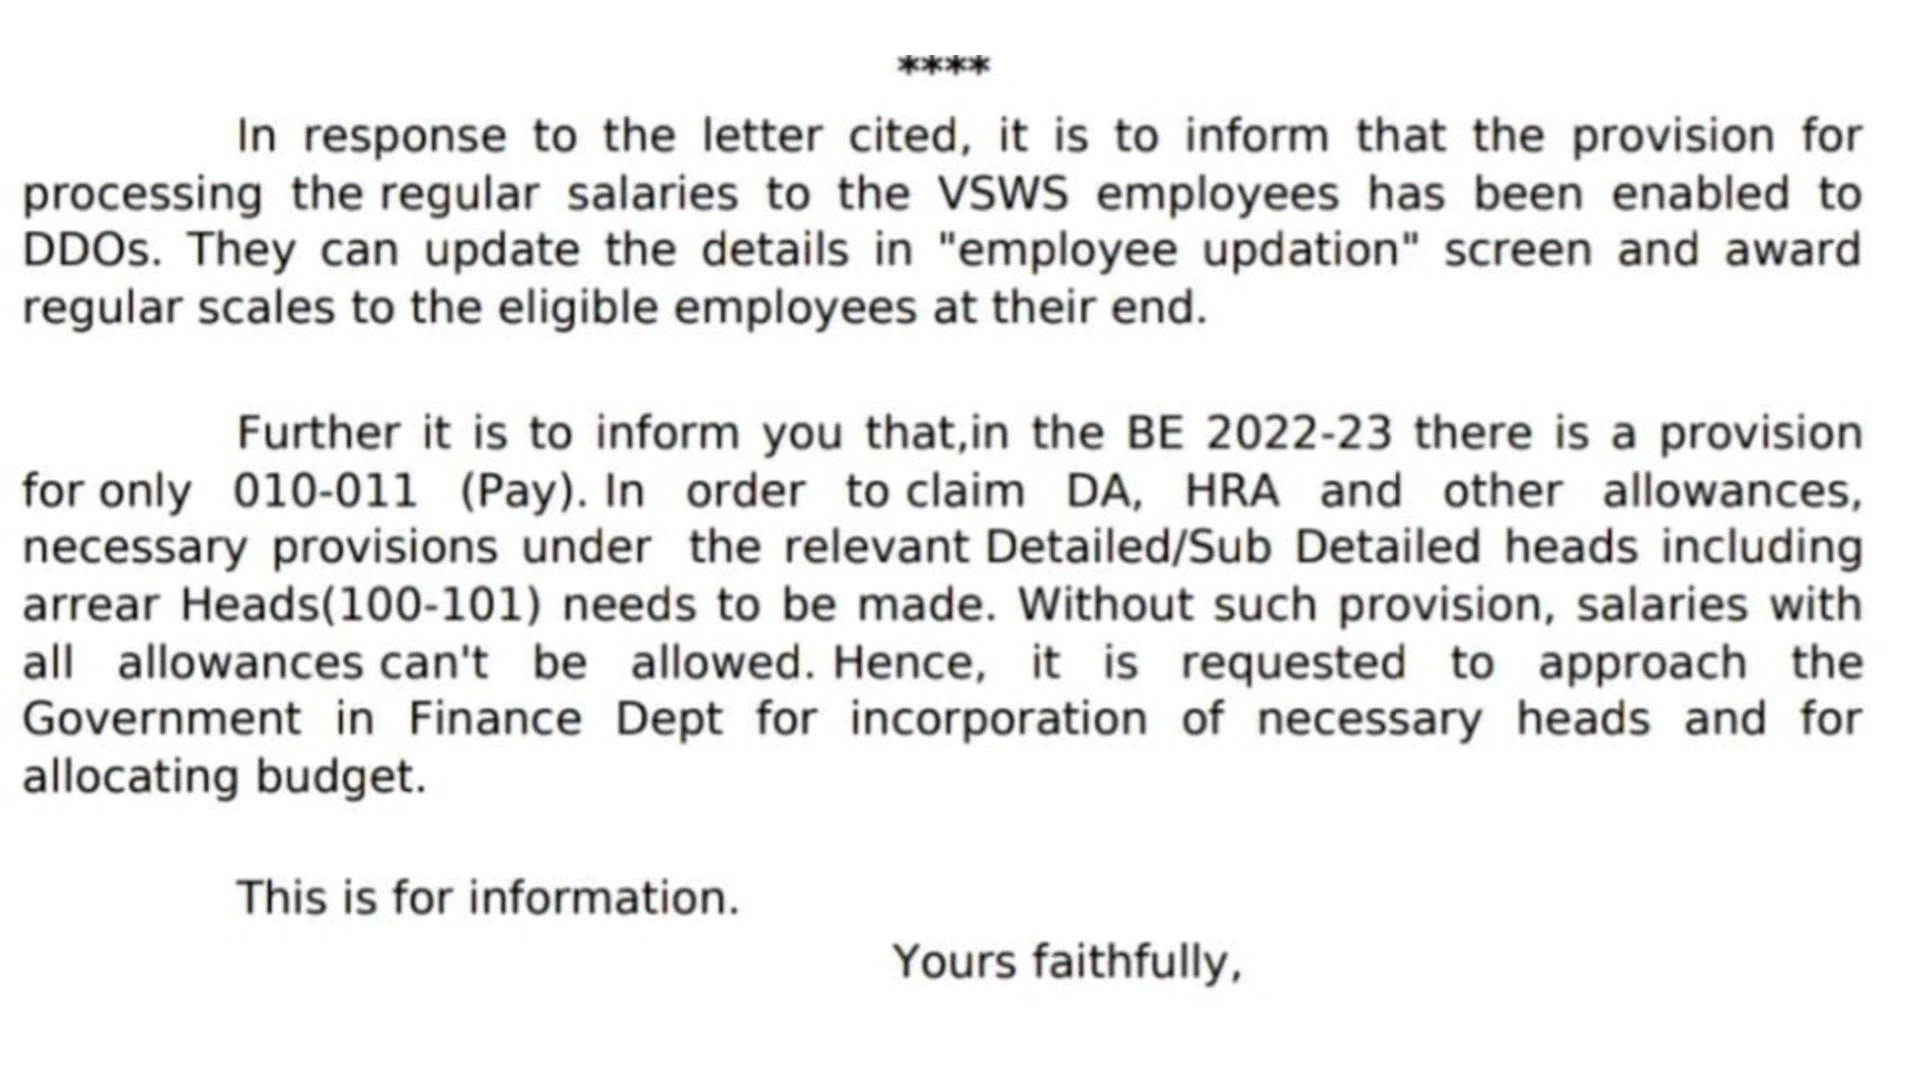 ****
In response to the letter cited, it is to inform that the provision for
processing the regular salaries to the VSWS employees has been enabled to
DDOs. They can update the details in "employee updation" screen and award
regular scales to the eligible employees at their end.
Further it is to inform you that,in the BE 2022-23 there is a provision
for only 010-011 (Pay). In order to claim DA, HRA and other allowances,
necessary provisions under the relevant Detailed/Sub Detailed heads including
arrear Heads(100-101) needs to be made. Without such provision, salaries with
all allowances can't be allowed. Hence, it is requested to approach the
Government in Finance Dept for incorporation of necessary heads and for
allocating budget.
This is for information.
Yours faithfully,